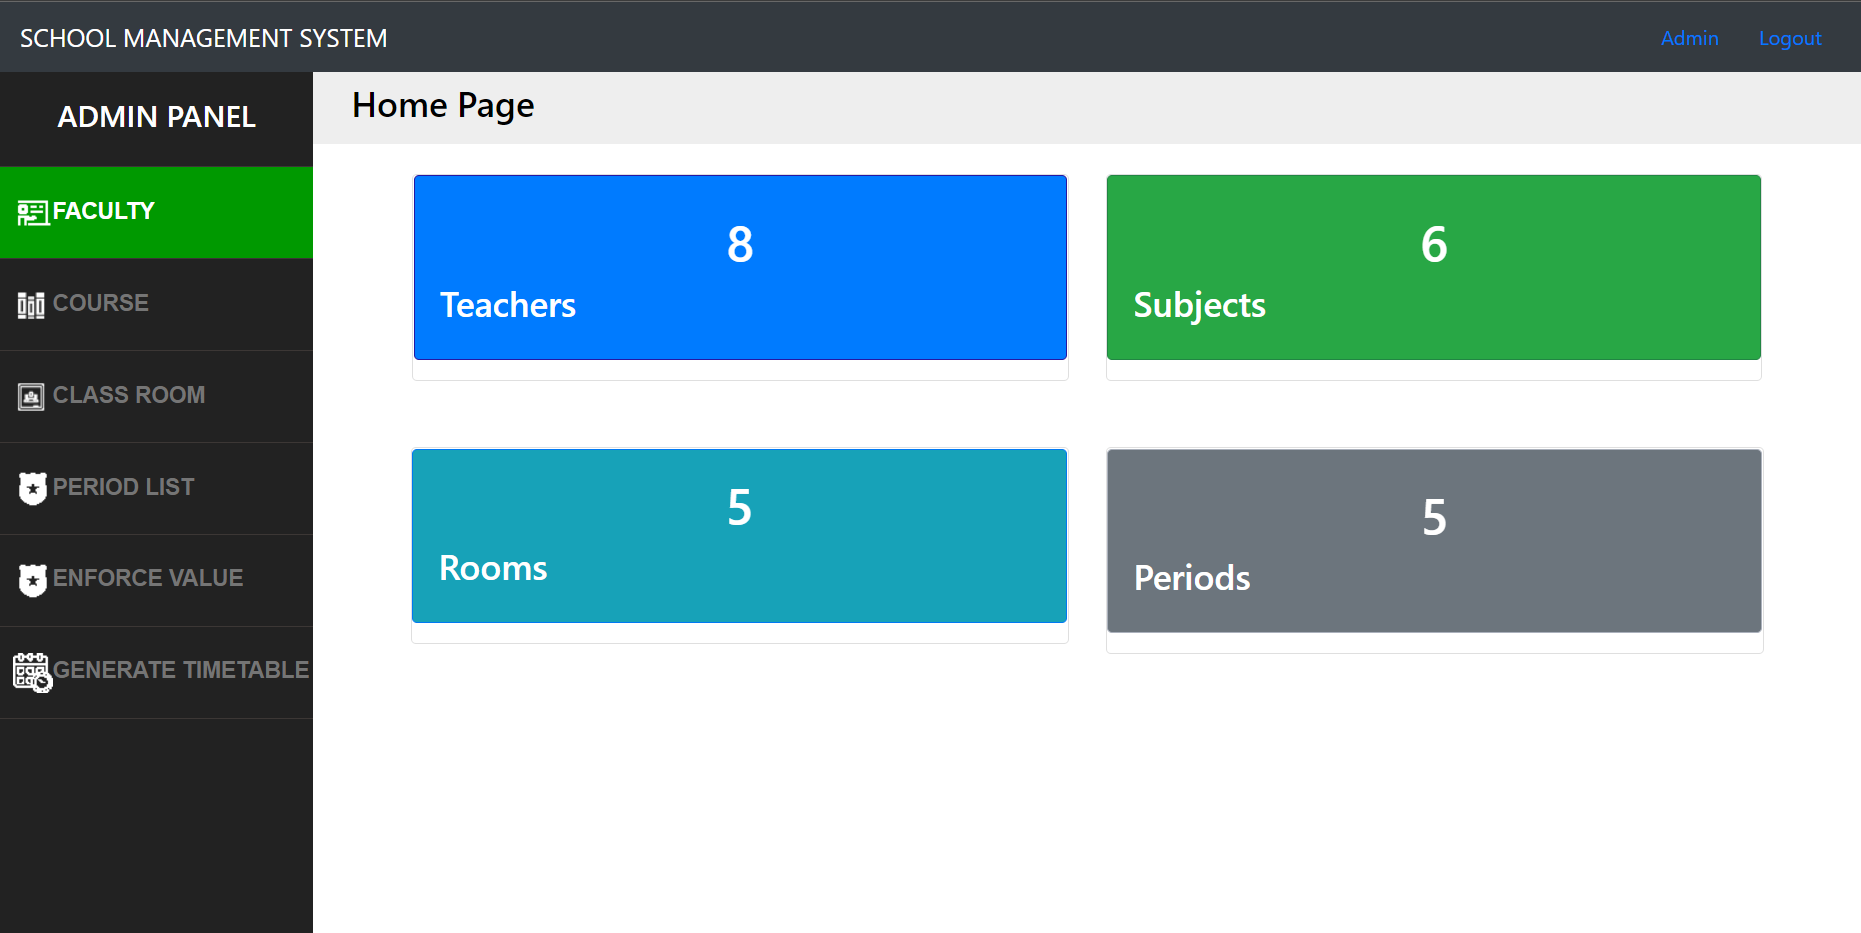 SCHOOL MANAGEMENT SYSTEM
Admin
Logout
ADMIN PANEL
FACULTY
COURSE
CLASS ROOM
PERIOD LIST
ENFORCE VALUE
GENERATE TIMETABLE
Home Page
8
Teachers
6
Subjects
5
Rooms
5
Periods